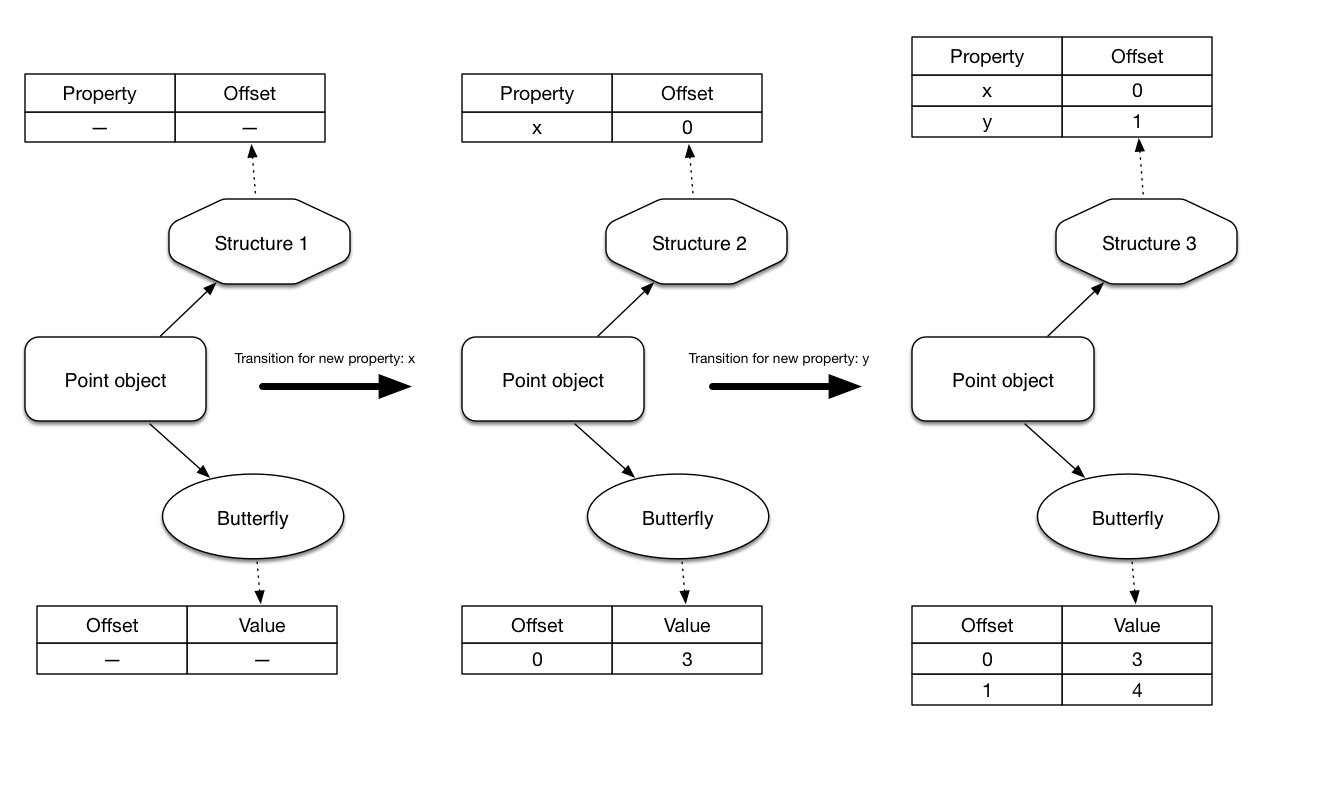 Property Offset
— —
Structure 1
Point object
Butterfly
Offset Value
— —
Transition for new property: x
Property Offset
x 0
Structure 2
Point object
Butterfly
Offset Value
0 3
Transition for new property: y
Property Offset
x 0
y 1
Structure 3
Point object
Butterfly
Offset Value
0 3
1 4